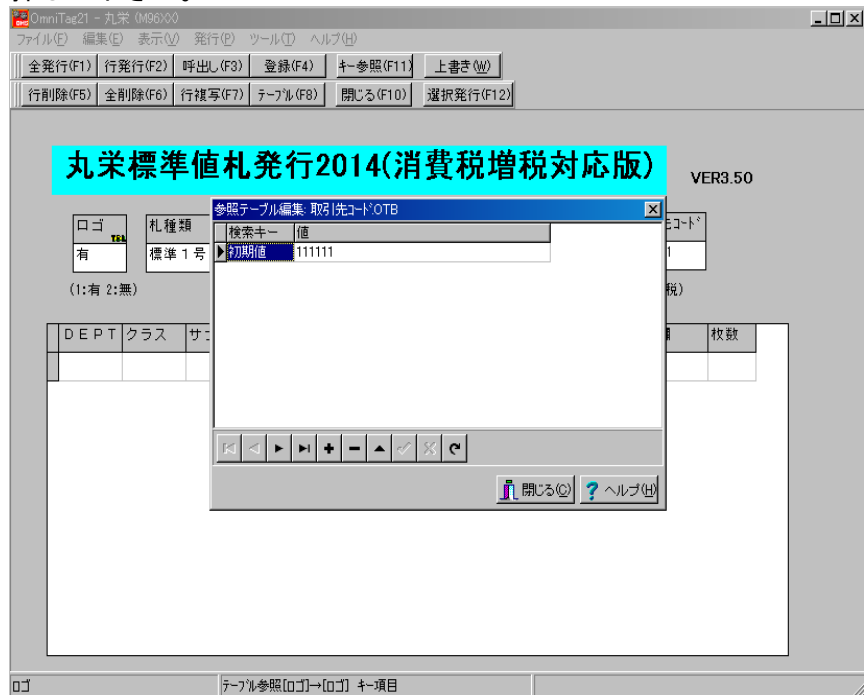 OmniTag21 - 丸栄 (M96XX)
ファイル(F) 編集(E) 表示(V) 発行(P) ツール(T) ヘルプ(H)
全発行(F1) 行発行(F2) 呼出し(F3) 登録(F4) キー参照(F11) 上書き(W)
行削除(F5) 全削除(F6) 行複写(F7) テーブル(F8) 閉じる(F10) 選択発行(F12)
丸栄標準値札発行2014(消費税増税対応版)
VER3.50
参照テーブル編集: 取引先コード.OTB
ロゴ 札種類
TBL
検索キー 値
有 標準1号
初期値 111111
(1:有 2:無)
税)
DEPT クラス 枚数
閉じる(C) ヘルプ(H)
ロゴ テーブル参照[ロゴ]→[ロゴ] キー項目